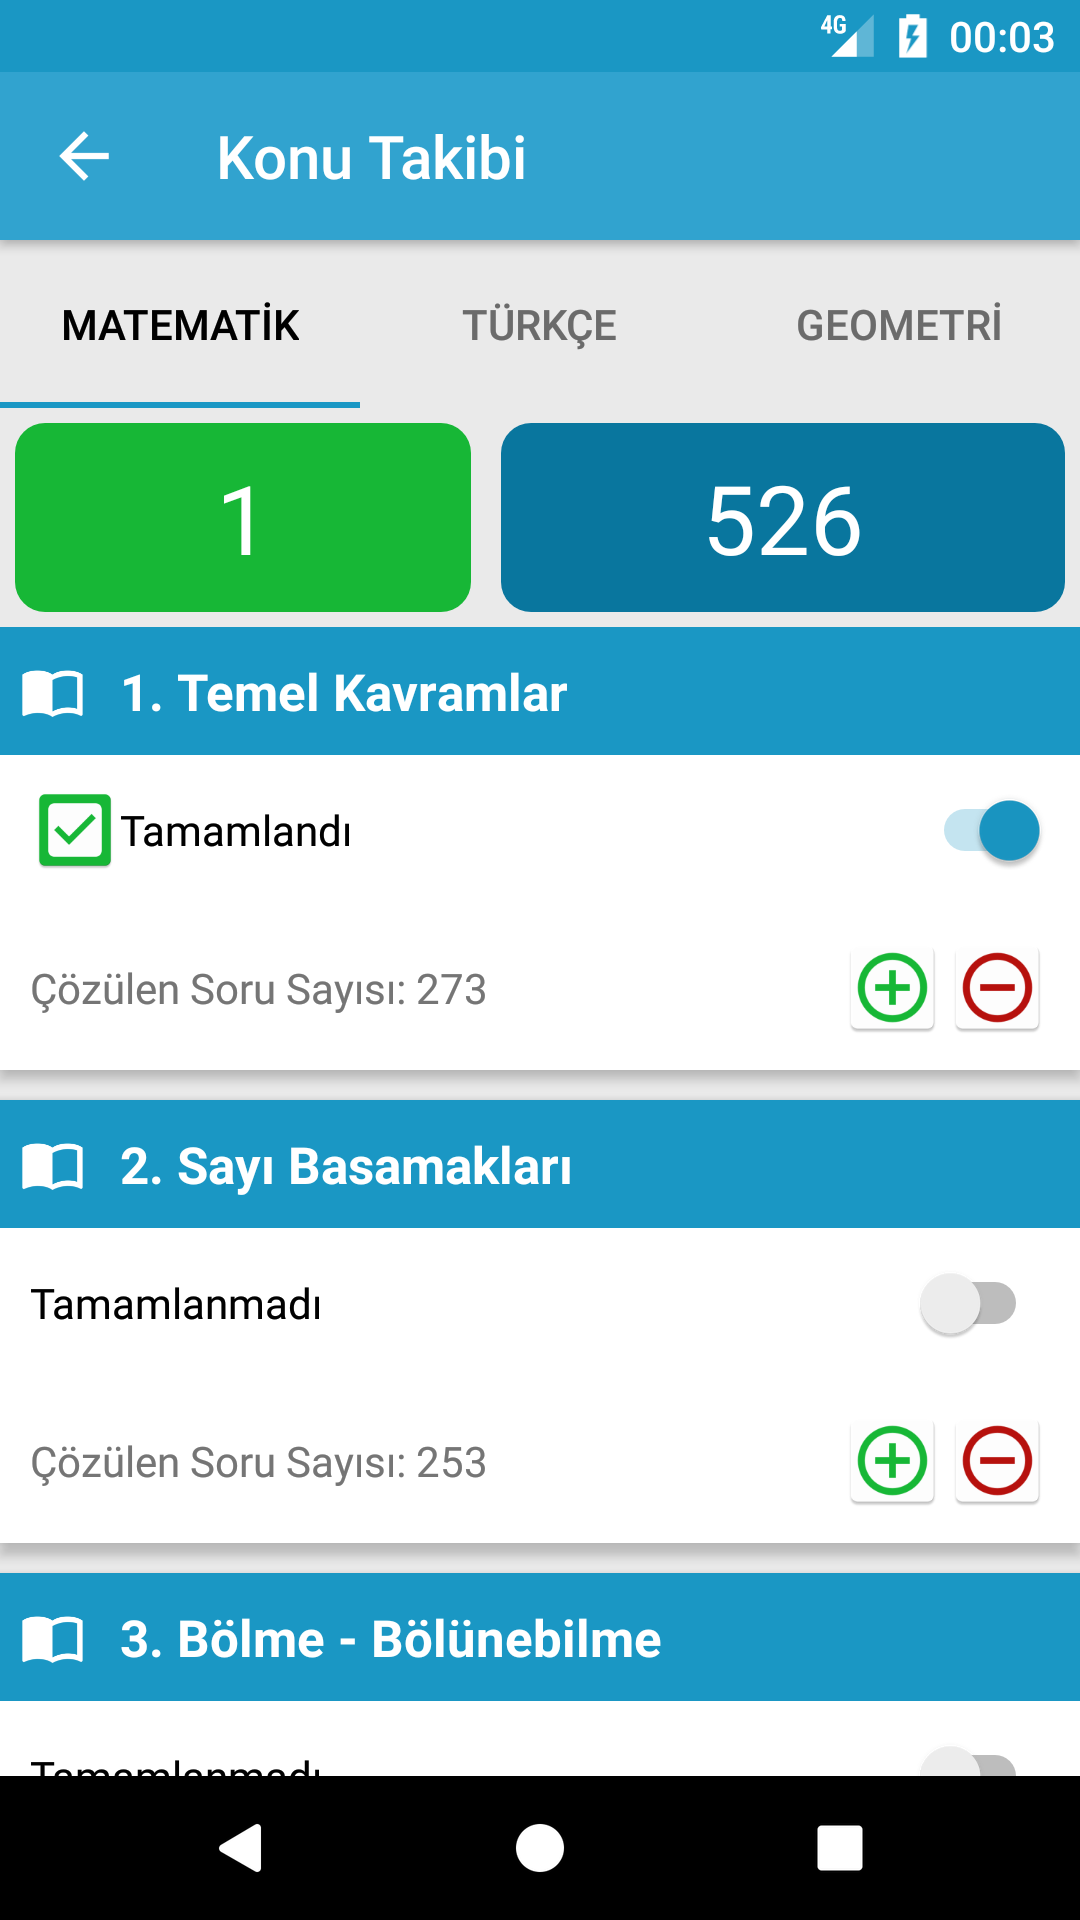 4G 00:03
Konu Takibi
MATEMATİK TÜRKÇE GEOMETRİ
1 526
1. Temel Kavramlar
Tamamlandı
Çözülen Soru Sayısı: 273
2. Sayı Basamakları
Tamamlanmadı
Çözülen Soru Sayısı: 253
3. Bölme - Bölünebilme
Tamamlanmadı